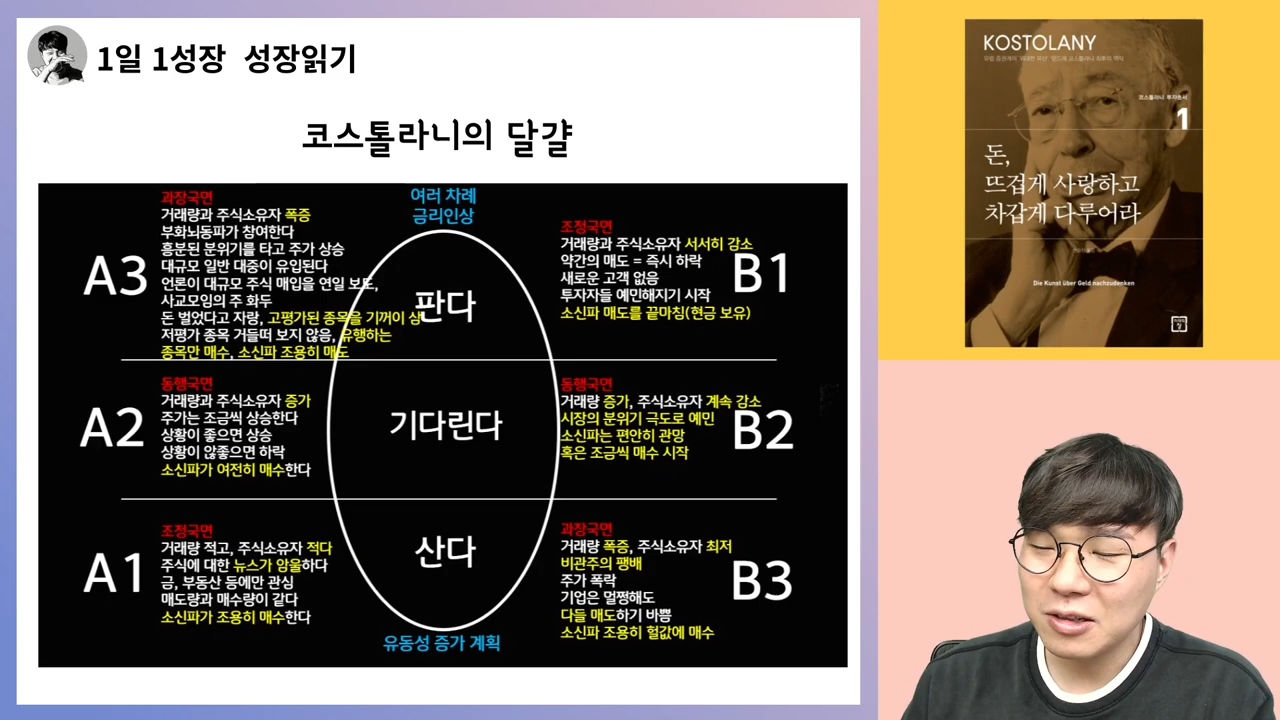 1일 1성장 성장읽기
코스톨라니의 달걀
과장국면
거래량과 주식소유자 폭증
부화뇌동파가 참여한다
흥분된 분위기를 타고 주가 상승
대규모 일반 대중이 유입된다
언론이 대규모 주식 매입을 연일 보도,
사교모임의 주 화두
돈 벌었다고 자랑, 고평가된 종목을 기꺼이 삼
저평가 종목 거들떠 보지 않음, 유행하는
종목만 매수, 소신파 조용히 매도
A3
여러 차례
금리인상
판다
조정국면
거래량과 주식소유자 서서히 감소
약간의 매도 = 즉시 하락
새로운 고객 없음
투자자들 예민해지기 시작
소신파 매도를 끝마침(현금 보유)
B1
동행국면
거래량과 주식소유자 증가
주가는 조금씩 상승한다
상황이 좋으면 상승
상황이 않좋으면 하락
소신파가 여전히 매수한다
A2
기다린다
동행국면
거래량 증가, 주식소유자 계속 감소
시장의 분위기 극도로 예민
소신파는 편안히 관망
혹은 조금씩 매수 시작
B2
조정국면
거래량 적고, 주식소유자 적다
주식에 대한 뉴스가 암울하다
금, 부동산 등에만 관심
매도량과 매수량이 같다
소신파가 조용히 매수한다
A1
산다
유동성 증가 계획
과장국면
거래량 폭증, 주식소유자 최저
비관주의 팽배
주가 폭락
기업은 멀쩡해도
다들 매도하기 바쁨
소신파 조용히 헐값에 매수
B3
KOSTOLANY
코스톨라니 투자총서
1
돈,
뜨겁게 사랑하고
차갑게 다루어라
Die Kunst über Geld nachzudenken